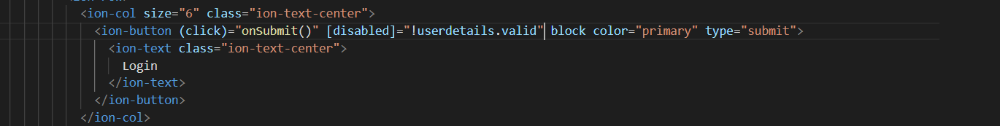 <ion-col size="6" class="ion-text-center">
<ion-button (click)="onSubmit()" [disabled]="!userdetails.valid" block color="primary" type="submit">
<ion-text class="ion-text-center">
Login
</ion-text>
</ion-button>
</ion-col>